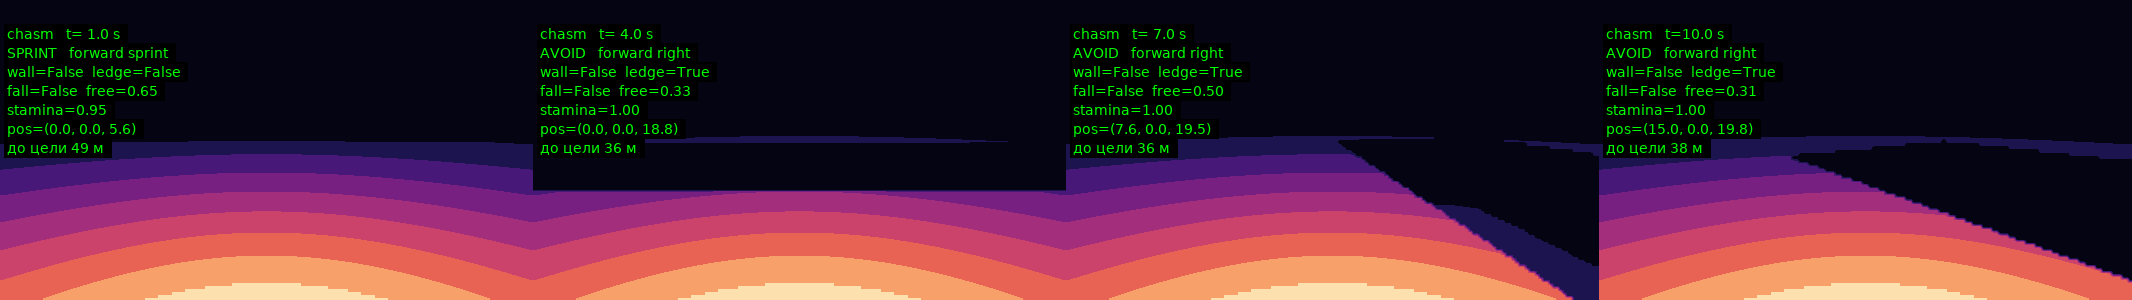 chasm t= 1.0 s
SPRINT forward sprint
wall=False ledge=False
fall=False free=0.65
stamina=0.95
pos=(0.0, 0.0, 5.6)
до цели 49 м
chasm t= 4.0 s
AVOID forward right
wall=False ledge=True
fall=False free=0.33
stamina=1.00
pos=(0.0, 0.0, 18.8)
до цели 36 м
chasm t= 7.0 s
AVOID forward right
wall=False ledge=True
fall=False free=0.50
stamina=1.00
pos=(7.6, 0.0, 19.5)
до цели 36 м
chasm t=10.0 s
AVOID forward right
wall=False ledge=True
fall=False free=0.31
stamina=1.00
pos=(15.0, 0.0, 19.8)
до цели 38 м